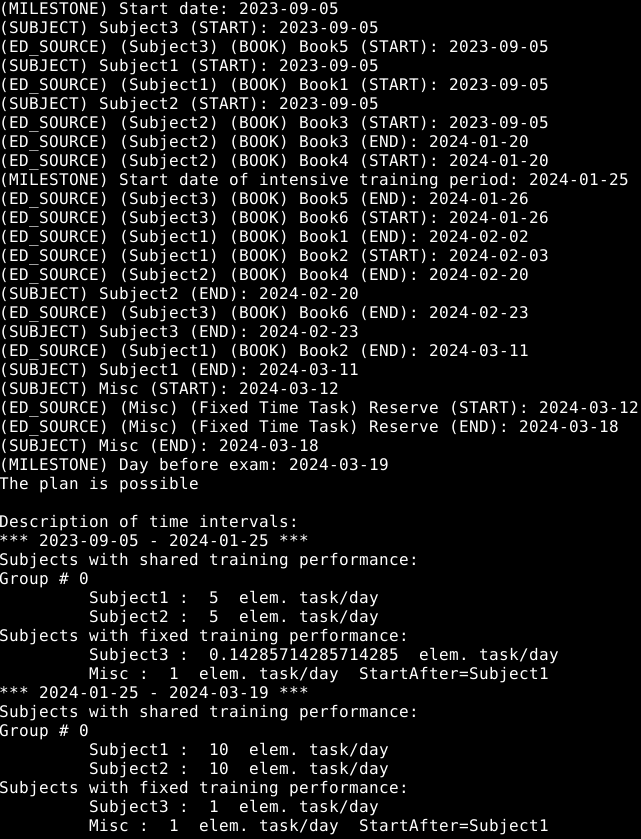 (MILESTONE) Start date: 2023-09-05
(SUBJECT) Subject3 (START): 2023-09-05
(ED_SOURCE) (Subject3) (BOOK) Book5 (START): 2023-09-05
(SUBJECT) Subject1 (START): 2023-09-05
(ED_SOURCE) (Subject1) (BOOK) Book1 (START): 2023-09-05
(SUBJECT) Subject2 (START): 2023-09-05
(ED_SOURCE) (Subject2) (BOOK) Book3 (START): 2023-09-05
(ED_SOURCE) (Subject2) (BOOK) Book3 (END): 2024-01-20
(ED_SOURCE) (Subject2) (BOOK) Book4 (START): 2024-01-20
(MILESTONE) Start date of intensive training period: 2024-01-25
(ED_SOURCE) (Subject3) (BOOK) Book5 (END): 2024-01-26
(ED_SOURCE) (Subject3) (BOOK) Book6 (START): 2024-01-26
(ED_SOURCE) (Subject1) (BOOK) Book1 (END): 2024-02-02
(ED_SOURCE) (Subject1) (BOOK) Book2 (START): 2024-02-03
(ED_SOURCE) (Subject2) (BOOK) Book4 (END): 2024-02-20
(SUBJECT) Subject2 (END): 2024-02-20
(ED_SOURCE) (Subject3) (BOOK) Book6 (END): 2024-02-23
(SUBJECT) Subject3 (END): 2024-02-23
(ED_SOURCE) (Subject1) (BOOK) Book2 (END): 2024-03-11
(SUBJECT) Subject1 (END): 2024-03-11
(SUBJECT) Misc (START): 2024-03-12
(ED_SOURCE) (Misc) (Fixed Time Task) Reserve (START): 2024-03-12
(ED_SOURCE) (Misc) (Fixed Time Task) Reserve (END): 2024-03-18
(SUBJECT) Misc (END): 2024-03-18
(MILESTONE) Day before exam: 2024-03-19
The plan is possible

Description of time intervals:
*** 2023-09-05 - 2024-01-25 ***
Subjects with shared training performance:
Group # 0
         Subject1 :  5  elem. task/day
         Subject2 :  5  elem. task/day
Subjects with fixed training performance:
         Subject3 :  0.14285714285714285  elem. task/day
         Misc :  1  elem. task/day  StartAfter=Subject1
*** 2024-01-25 - 2024-03-19 ***
Subjects with shared training performance:
Group # 0
         Subject1 :  10  elem. task/day
         Subject2 :  10  elem. task/day
Subjects with fixed training performance:
         Subject3 :  1  elem. task/day
         Misc :  1  elem. task/day  StartAfter=Subject1